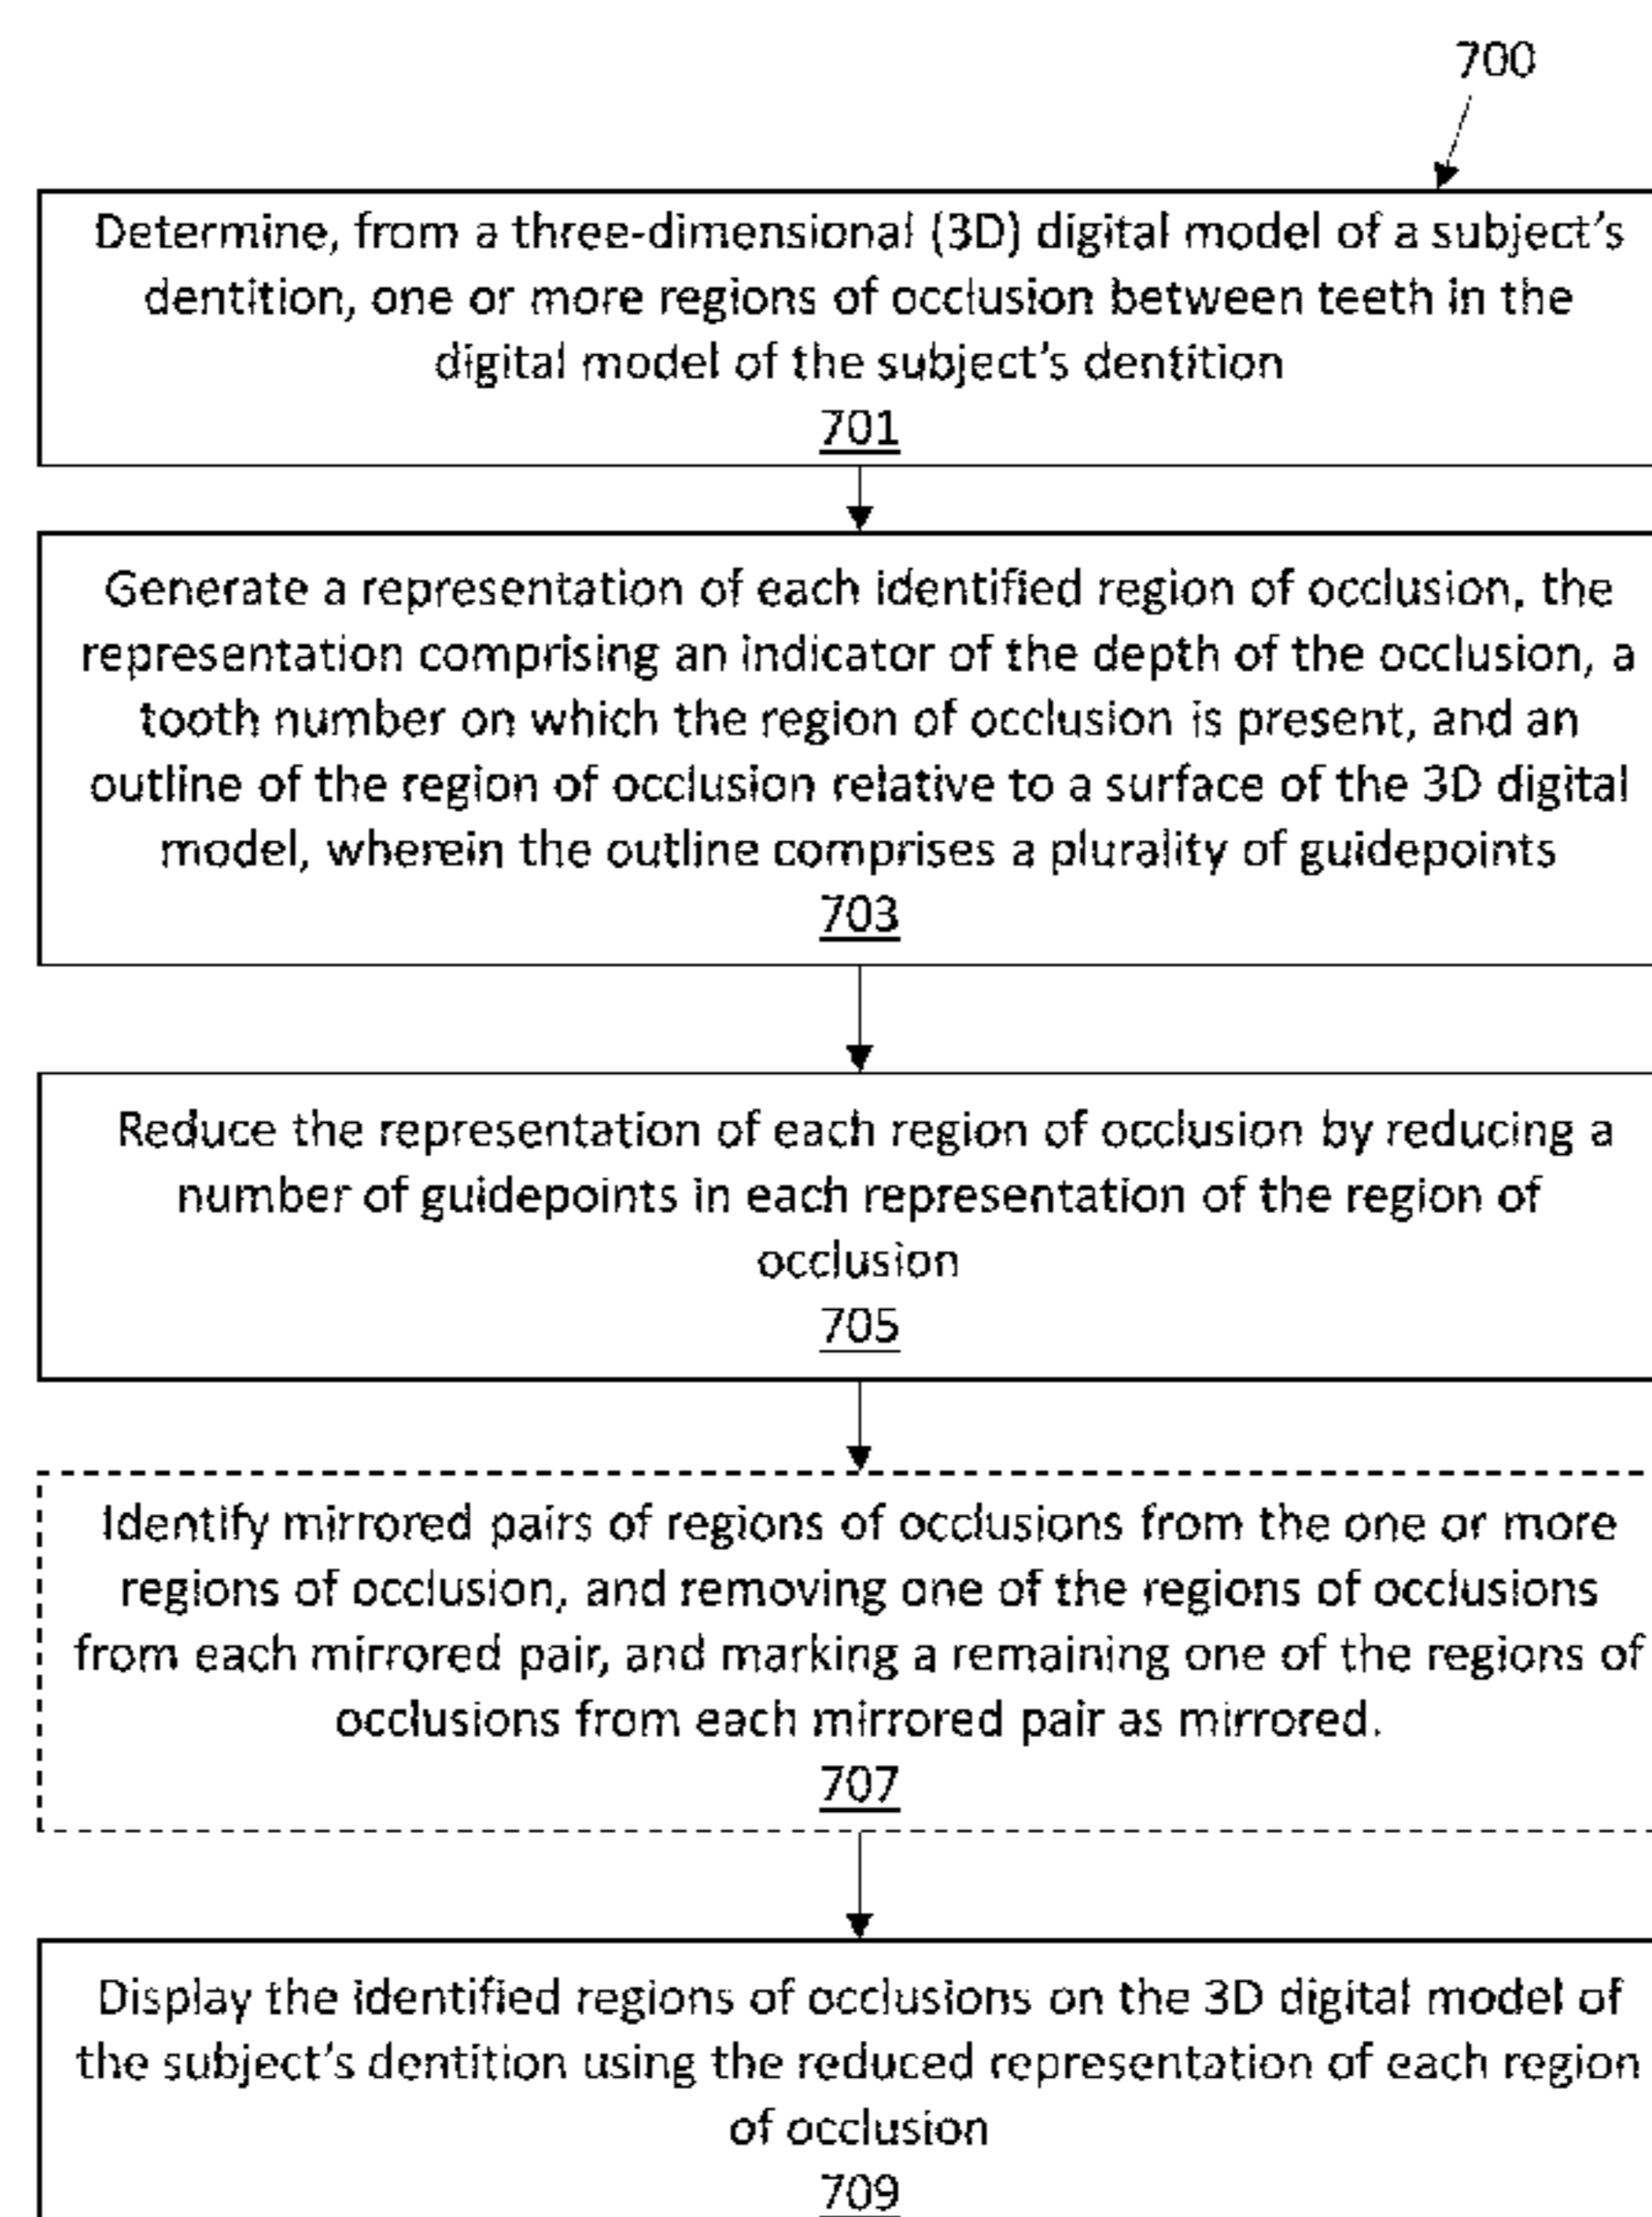 700
Determine, from a three-dimensional (3D) digital model of a subject's
dentition, one or more regions of occlusion between teeth in the
digital model of the subject's dentition
701
Generate a representation of each identified region of occlusion, the
representation comprising an indicator of the depth of the occlusion, a
tooth number on which the region of occlusion is present, and an
outline of the region of occlusion relative to a surface of the 3D digital
model, wherein the outline comprises a plurality of guidepoints
703
Reduce the representation of each region of occlusion by reducing a
number of guidepoints in each representation of the region of
occlusion
705
Identify mirrored pairs of regions of occlusions from the one or more
regions of occlusion, and removing one of the regions of occlusions
from each mirrored pair, and marking a remaining one of the regions of
occlusions from each mirrored pair as mirrored.
707
Display the identified regions of occlusions on the 3D digital model of
the subject's dentition using the reduced representation of each region
of occlusion
709